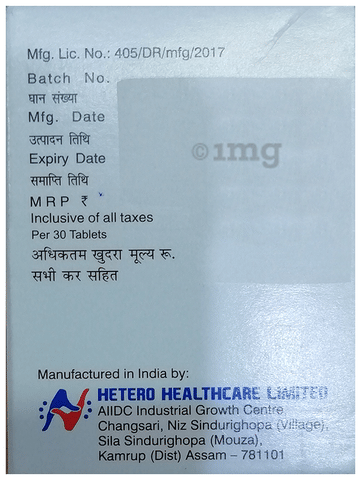 Mfg. Lic. No.: 405/DR/mfg/2017
Batch No.
घान संख्या
Mfg. Date
उत्पादन तिथि
Expiry Date
समाप्ति तिथि
M R P ₹
Inclusive of all taxes
Per 30 Tablets
अधिकतम खुदरा मूल्य रू.
सभी कर सहित
©1mg
Manufactured in India by:
HETERO HEALTHCARE LIMITED
AIIDC Industrial Growth Centre
Changsari, Niz Sindurighopa (Village),
Sila Sindurighopa (Mouza),
Kamrup (Dist) Assam – 781101